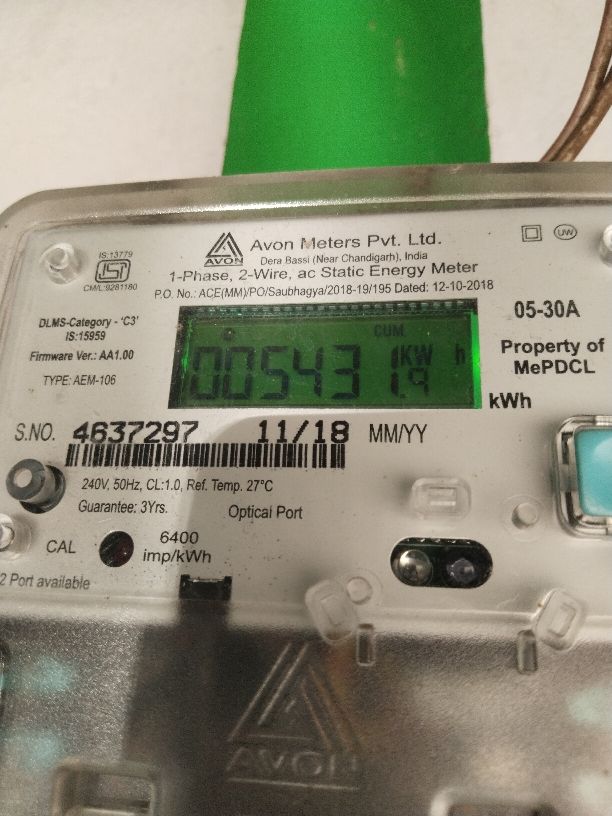 UW
IS:13779
CM/L:9281180
AVON
Avon Meters Pvt. Ltd.
Dera Bassi (Near Chandigarh), India
1-Phase, 2-Wire, ac Static Energy Meter
P.O. No.: ACE(MM)/PO/Saubhagya/2018-19/195 Dated: 12-10-2018
DLMS-Category - 'C3'
IS:15959
Firmware Ver.: AA1.00
TYPE: AEM-106
CUM
KW h
005431.9
kWh
05-30A
Property of
MePDCL
S.NO. 4637297 11/18 MM/YY
240V, 50Hz, CL:1.0, Ref. Temp. 27°C
Guarantee: 3Yrs.
Optical Port
CAL
6400
imp/kWh
2 Port available
AVON